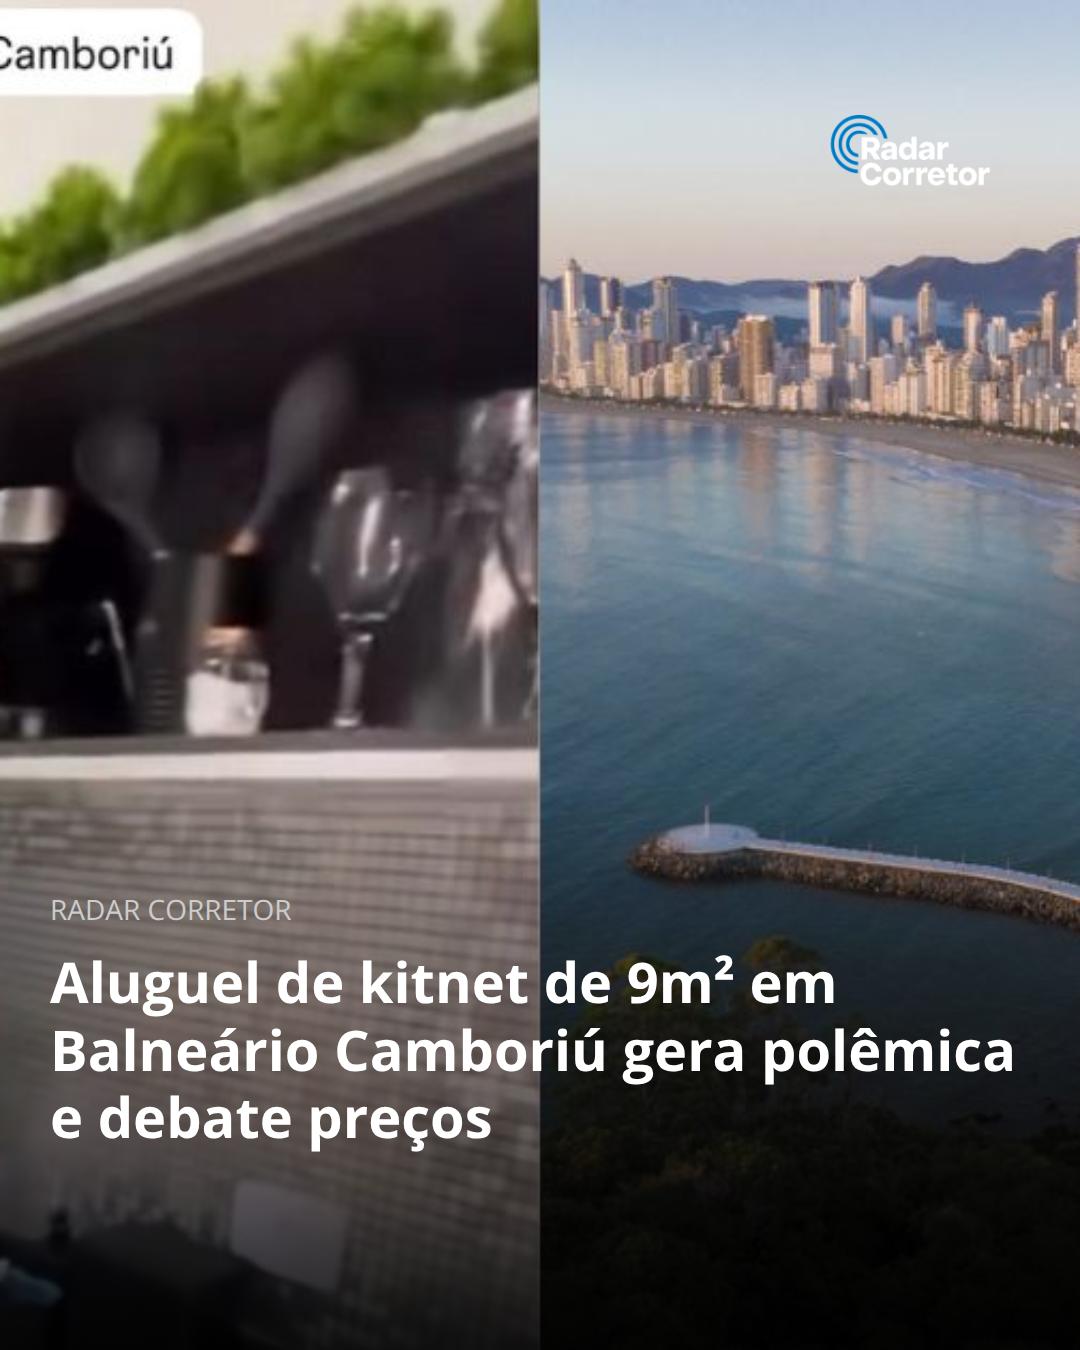 Camboriú
Radar
Corretor
RADAR CORRETOR
Aluguel de kitnet de 9m² em
Balneário Camboriú gera polêmica
e debate preços